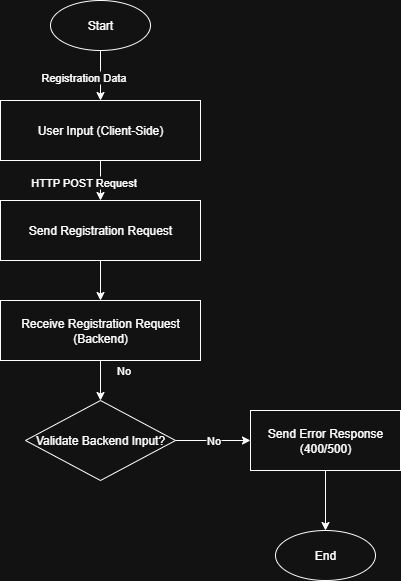 Start
Registration Data
User Input (Client-Side)
HTTP POST Request
Send Registration Request
Receive Registration Request
(Backend)
No
Validate Backend Input?
No
Send Error Response
(400/500)
End